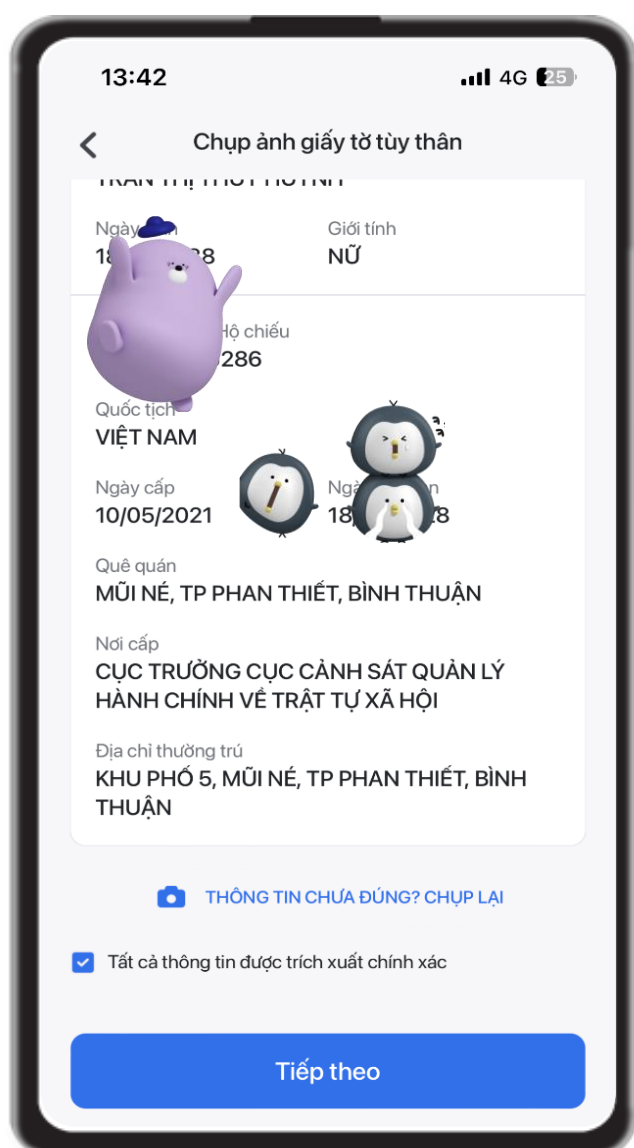 13:42
4G 25
Chụp ảnh giấy tờ tùy thân
Ngày
Giới tính
NỮ
Hộ chiếu
286
Quốc tịch
VIỆT NAM
Ngày cấp
10/05/2021
Quê quán
MŨI NÉ, TP PHAN THIẾT, BÌNH THUẬN
Nơi cấp
CỤC TRƯỞNG CỤC CẢNH SÁT QUẢN LÝ
HÀNH CHÍNH VỀ TRẬT TỰ XÃ HỘI
Địa chỉ thường trú
KHU PHỐ 5, MŨI NÉ, TP PHAN THIẾT, BÌNH
THUẬN
THÔNG TIN CHƯA ĐÚNG? CHỤP LẠI
Tất cả thông tin được trích xuất chính xác
Tiếp theo